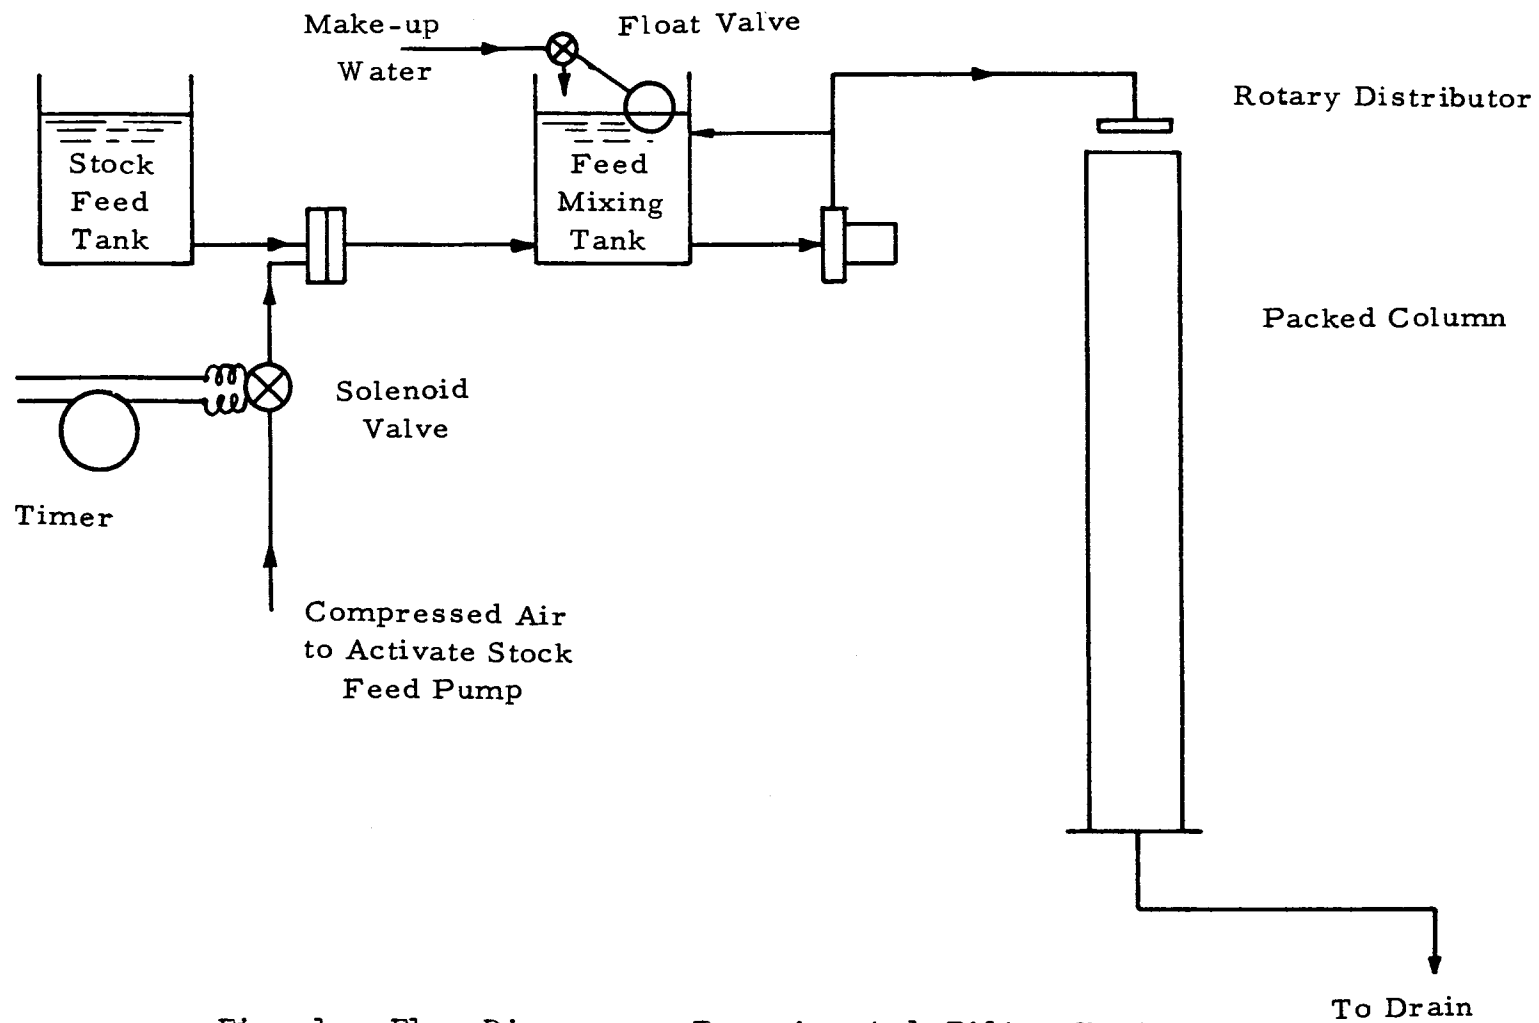 Make-up
Water
Float Valve
Rotary Distributor
Stock
Feed
Tank
Feed
Mixing
Tank
Packed Column
Solenoid
Valve
Timer
Compressed Air
to Activate Stock
Feed Pump
To Drain